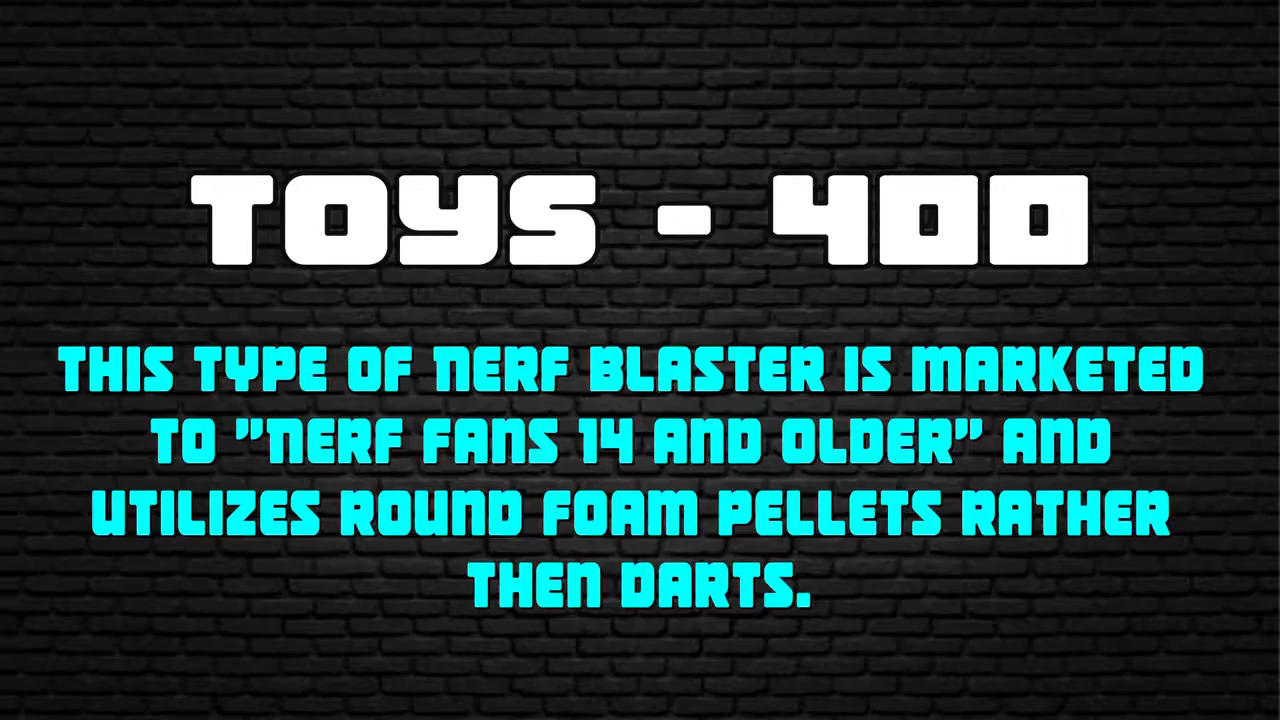 TOYS - 400
THIS TYPE OF NERF BLASTER IS MARKETED
TO "NERF FANS 14 AND OLDER" AND
UTILIZES ROUND FOAM PELLETS RATHER
THEN DARTS.